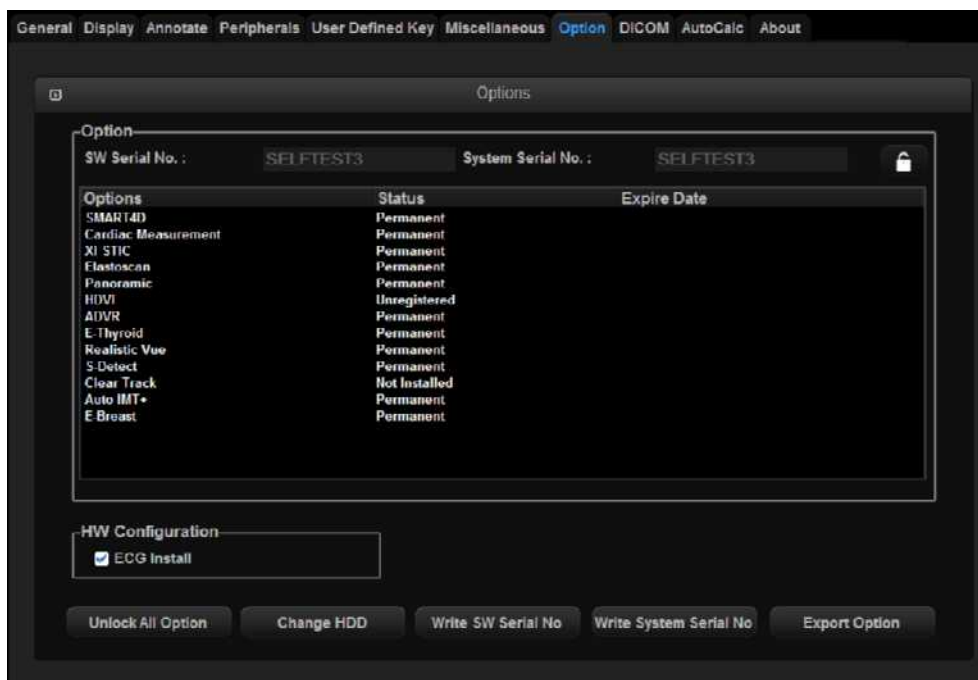 General Display Annotate Peripherals User Defined Key Miscellaneous Option DICOM AutoCalc About
Options
Option
SW Serial No. : SELFTEST3 System Serial No. : SELFTEST3
Options Status Expire Date
SMART4D Permanent
Cardiac Measurement Permanent
XI STIC Permanent
Elastoscan Permanent
Panoramic Permanent
HDVI Unregistered
ADVR Permanent
E-Thyroid Permanent
Realistic Vue Permanent
S-Detect Permanent
Clear Track Not Installed
Auto IMT+ Permanent
E-Breast Permanent
HW Configuration
ECG Install
Unlock All Option Change HDD Write SW Serial No Write System Serial No Export Option